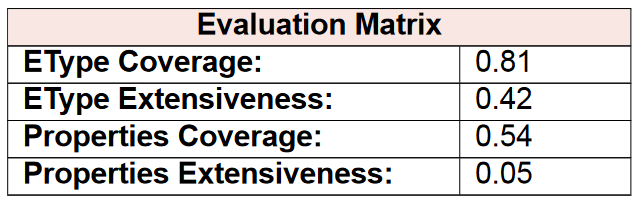 Evaluation Matrix
EType Coverage: 0.81
EType Extensiveness: 0.42
Properties Coverage: 0.54
Properties Extensiveness: 0.05